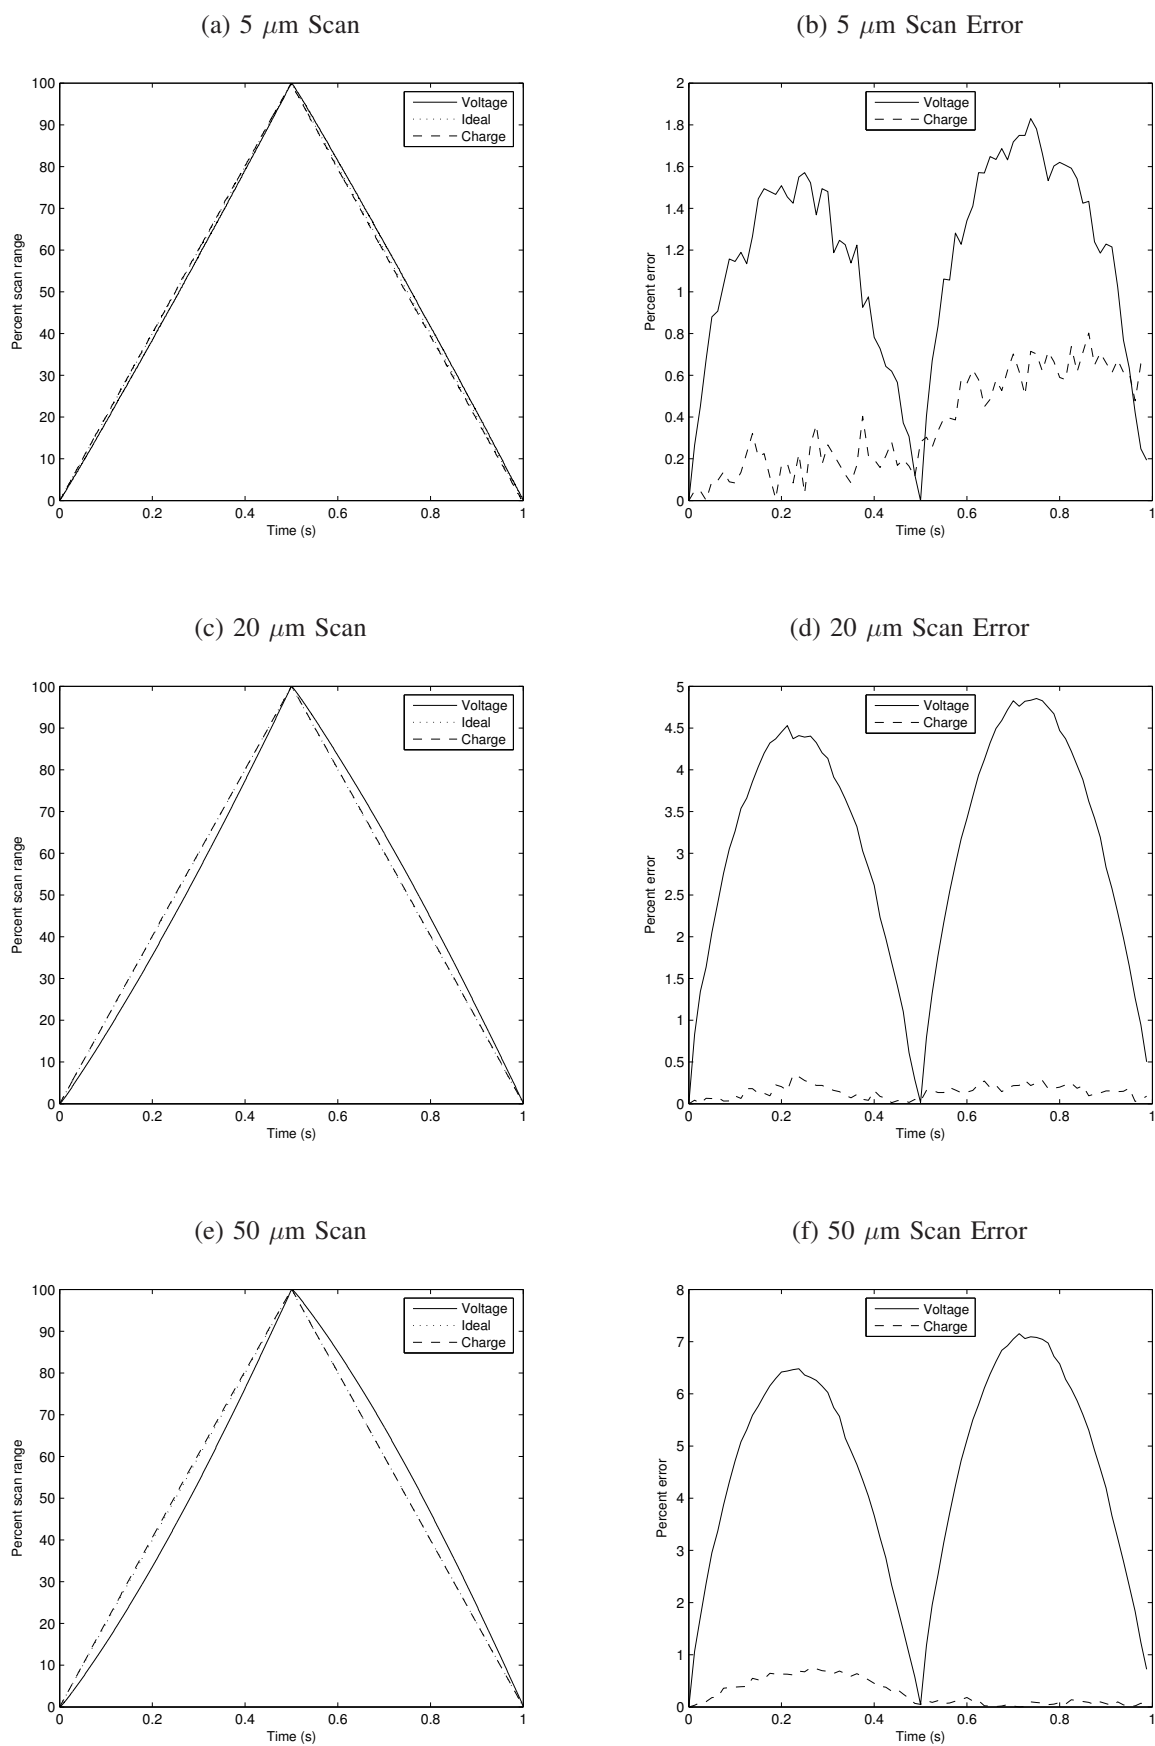 (a) 5 μm Scan
100
90
80
70
60
50
40
30
20
10
0
Percent scan range
Voltage
Ideal
Charge
0 0.2 0.4 0.6 0.8 1
Time (s)
(b) 5 μm Scan Error
2
1.8
1.6
1.4
1.2
1
0.8
0.6
0.4
0.2
0
Percent error
Voltage
Charge
0 0.2 0.4 0.6 0.8 1
Time (s)
(c) 20 μm Scan
100
90
80
70
60
50
40
30
20
10
0
Percent scan range
Voltage
Ideal
Charge
0 0.2 0.4 0.6 0.8 1
Time (s)
(d) 20 μm Scan Error
5
4.5
4
3.5
3
2.5
2
1.5
1
0.5
0
Percent error
Voltage
Charge
0 0.2 0.4 0.6 0.8 1
Time (s)
(e) 50 μm Scan
100
90
80
70
60
50
40
30
20
10
0
Percent scan range
Voltage
Ideal
Charge
0 0.2 0.4 0.6 0.8 1
Time (s)
(f) 50 μm Scan Error
8
7
6
5
4
3
2
1
0
Percent error
Voltage
Charge
0 0.2 0.4 0.6 0.8 1
Time (s)